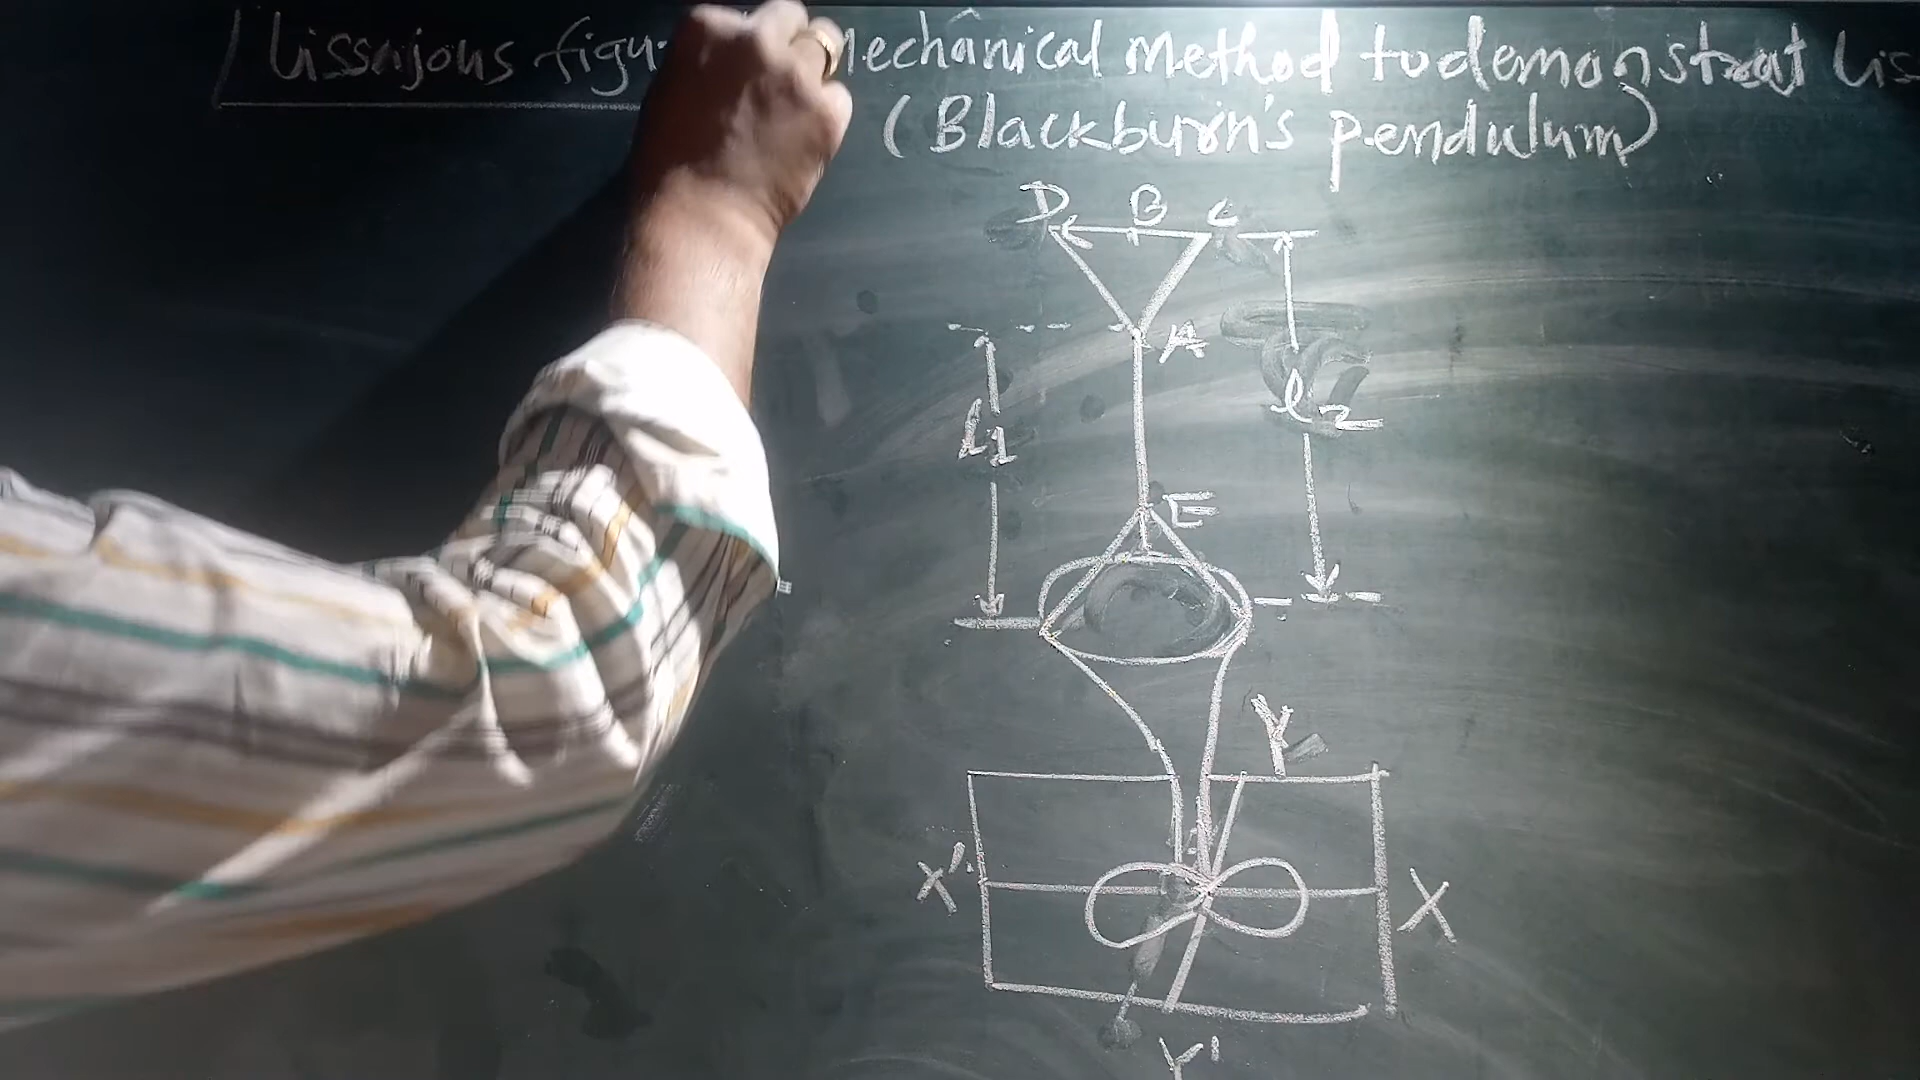 Lissajous figu Mechanical method to demonstrat Lis
(Blackburn's pendulum)
D B C
A
l1 l2
E
Y
X' X
Y'